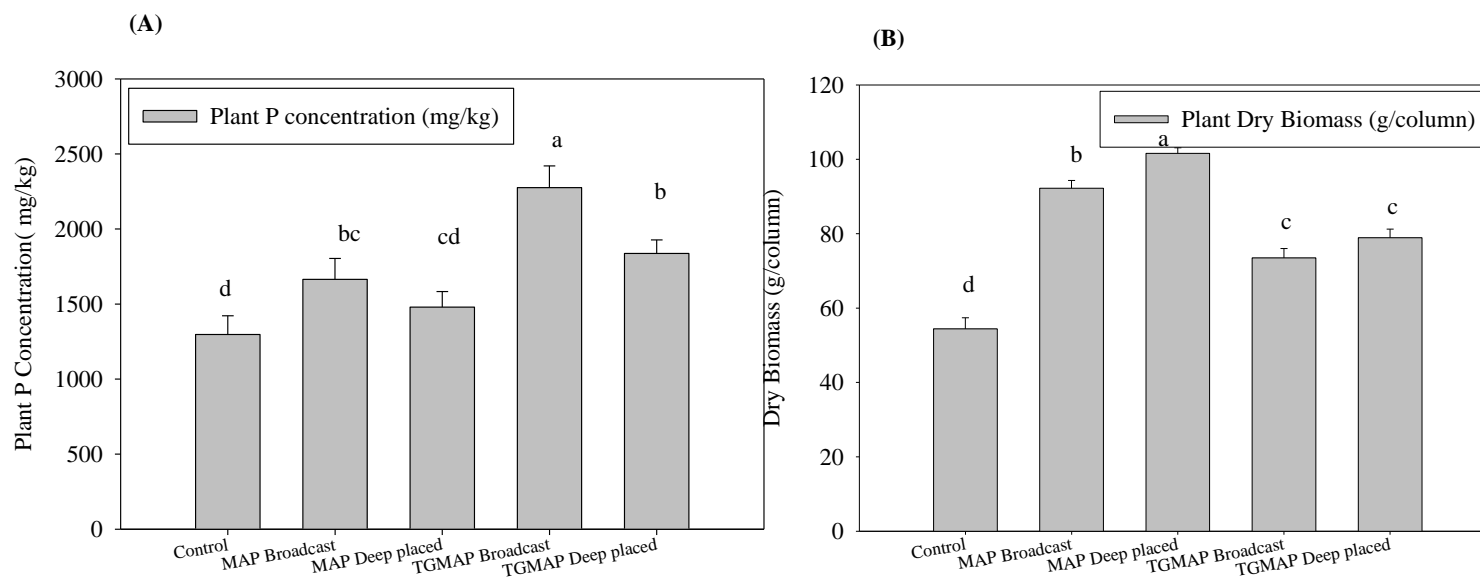 (A)
Plant P Concentration( mg/kg)
3000
2500
2000
1500
1000
500
0
Plant P concentration (mg/kg)
d
bc
cd
a
b
Control
MAP Broadcast
MAP Deep placed
TGMAP Broadcast
TGMAP Deep placed
(B)
Dry Biomass (g/column)
120
100
80
60
40
20
0
Plant Dry Biomass (g/column)
d
b
a
c
c
Control
MAP Broadcast
MAP Deep placed
TGMAP Broadcast
TGMAP Deep placed